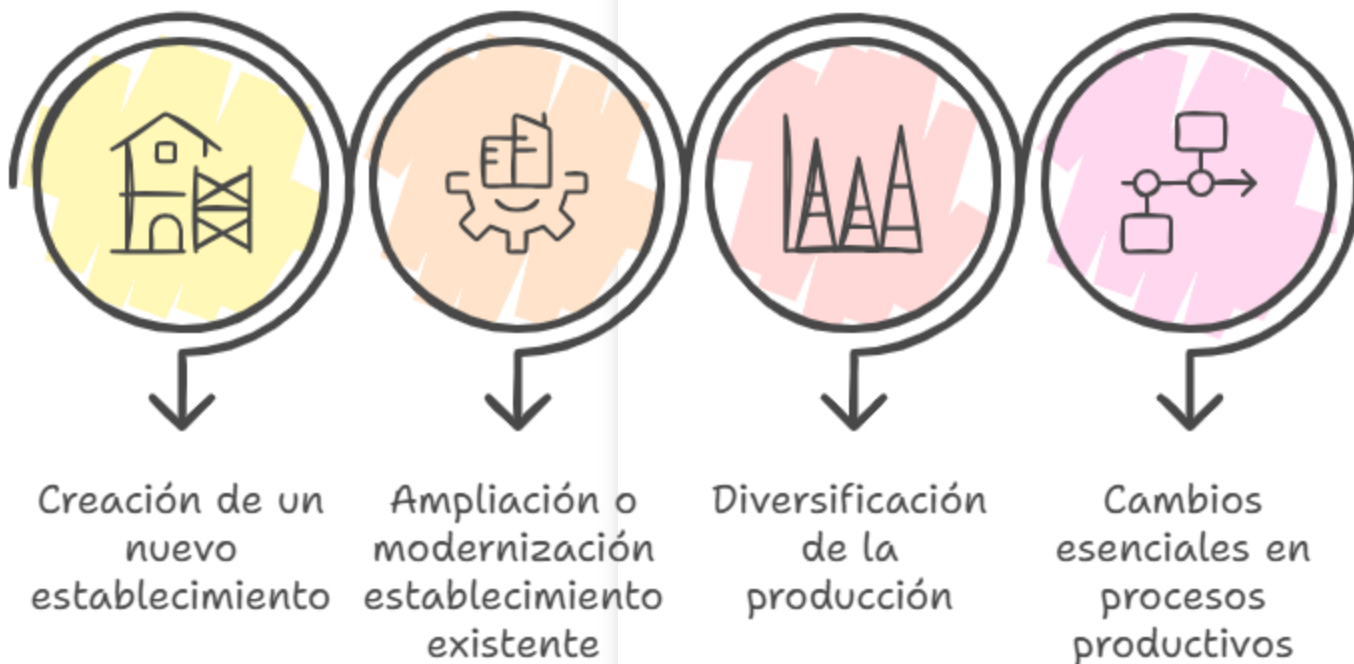 Creación de un
nuevo
establecimiento
Ampliación o
modernización
establecimiento
existente
Diversificación
de la
producción
Cambios
esenciales en
procesos
productivos